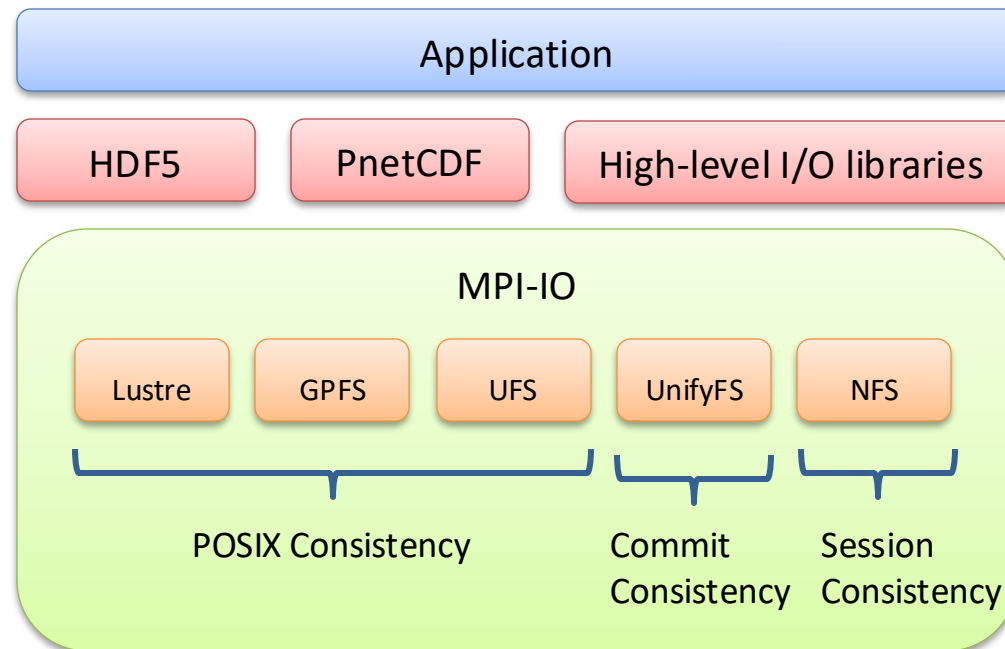 Application
HDF5
PnetCDF
High-level I/O libraries
MPI-IO
Lustre
GPFS
UFS
UnifyFS
NFS
POSIX Consistency
Commit
Consistency
Session
Consistency